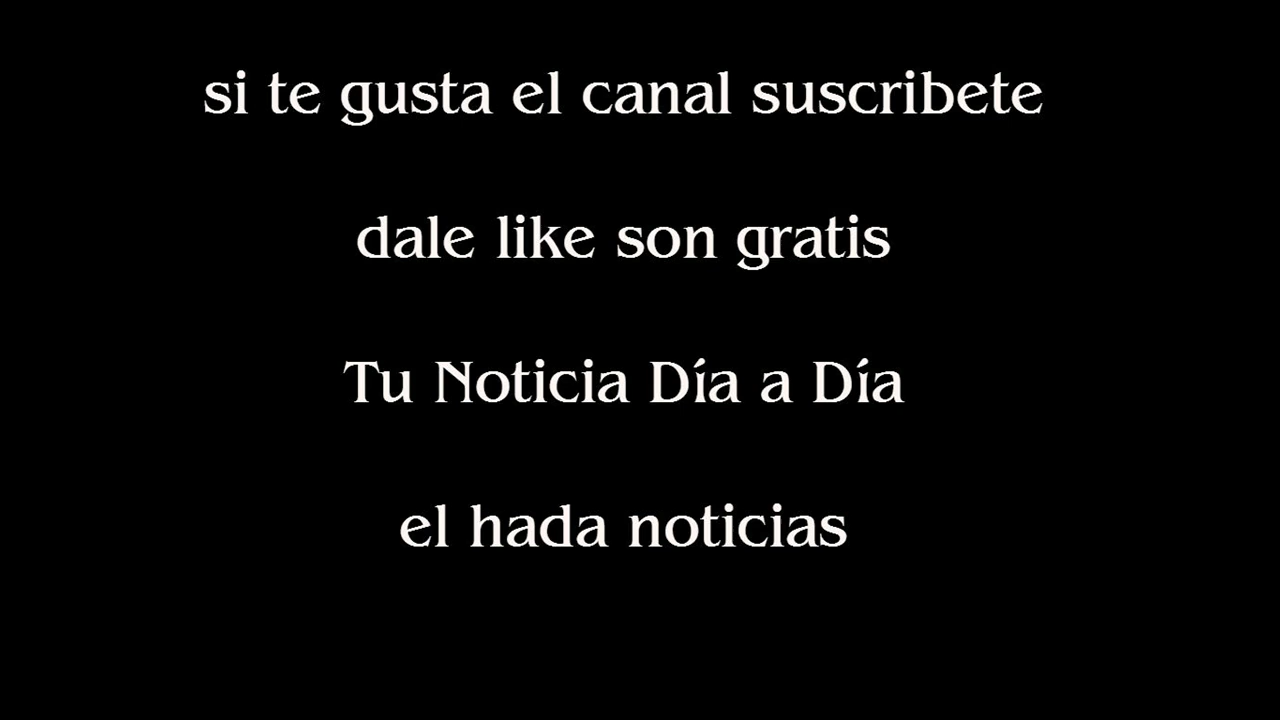 si te gusta el canal suscribete
dale like son gratis
Tu Noticia Día a Día
el hada noticias